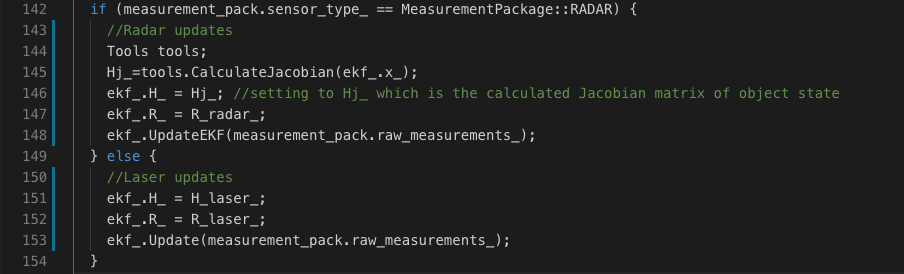 142 if (measurement_pack.sensor_type_ == MeasurementPackage::RADAR) {
143 //Radar updates
144 Tools tools;
145 Hj_=tools.CalculateJacobian(ekf_.x_);
146 ekf_.H_ = Hj_; //setting to Hj_ which is the calculated Jacobian matrix of object state
147 ekf_.R_ = R_radar_;
148 ekf_.UpdateEKF(measurement_pack.raw_measurements_);
149 } else {
150 //Laser updates
151 ekf_.H_ = H_laser_;
152 ekf_.R_ = R_laser_;
153 ekf_.Update(measurement_pack.raw_measurements_);
154 }